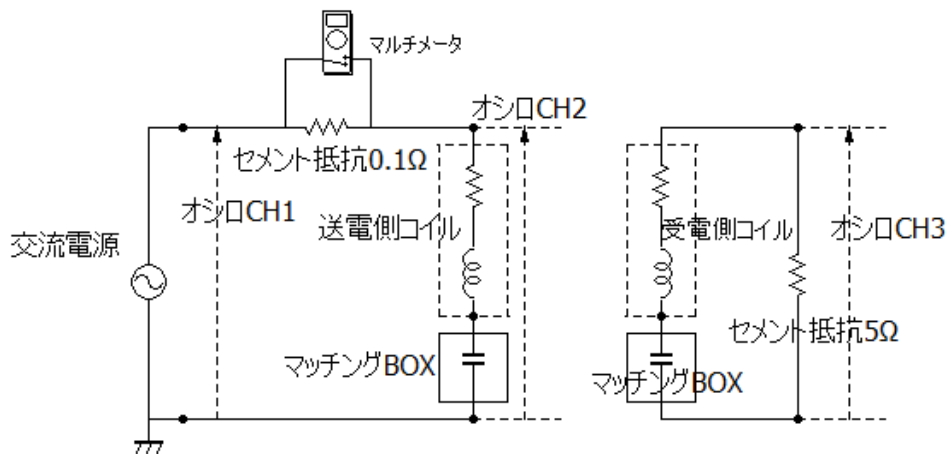 マルチメータ
オシロCH2
セメント抵抗0.1Ω
オシロCH1
送電側コイル
受電側コイル
オシロCH3
交流電源
セメント抵抗5Ω
マッチングBOX
マッチングBOX